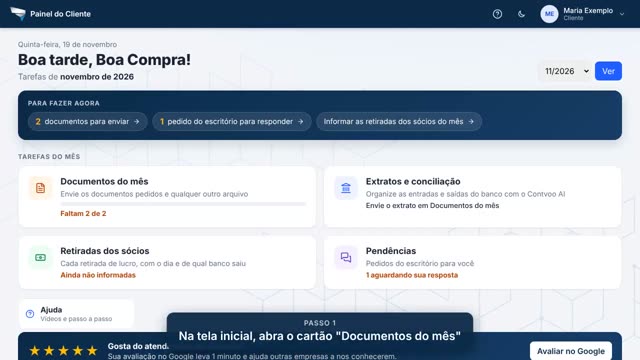 Painel do Cliente
ME
Maria Exemplo
Cliente
Quinta-feira, 19 de novembro
Boa tarde, Boa Compra!
Tarefas de novembro de 2026
11/2026
Ver
PARA FAZER AGORA
2 documentos para enviar →
1 pedido do escritório para responder →
Informar as retiradas dos sócios do mês →
TAREFAS DO MÊS
Documentos do mês
Envie os documentos pedidos e qualquer outro arquivo
Faltam 2 de 2
Extratos e conciliação
Organize as entradas e saídas do banco com o Contvoo AI
Envie o extrato em Documentos do mês
Retiradas dos sócios
Cada retirada de lucro, com o dia e de qual banco saiu
Ainda não informadas
Pendências
Pedidos do escritório para você
1 aguardando sua resposta
Ajuda
Vídeos e passo a passo
PASSO 1
Na tela inicial, abra o cartão "Documentos do mês"
Gosta do atend
Sua avaliação no Google leva 1 minuto e ajuda outras empresas a nos conhecerem.
Avaliar no Google